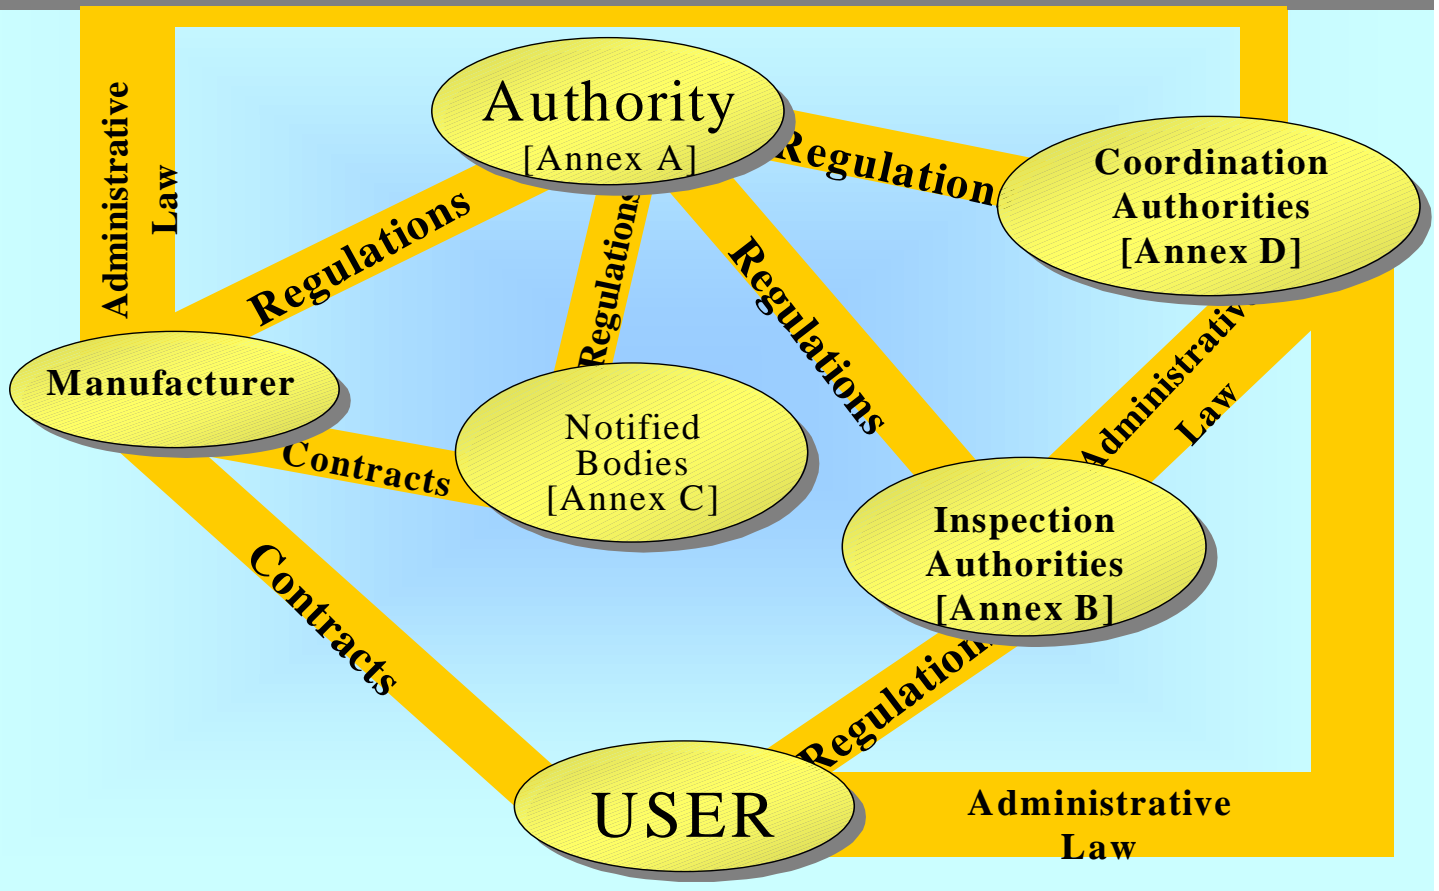 Administrative
Law
Authority
[Annex A]
Regulation
Coordination
Authorities
[Annex D]
Regulations
Regulations
Regulations
Administrative
Law
Manufacturer
Contracts
Notified
Bodies
[Annex C]
Inspection
Authorities
[Annex B]
Contracts
Regulation
USER
Administrative
Law